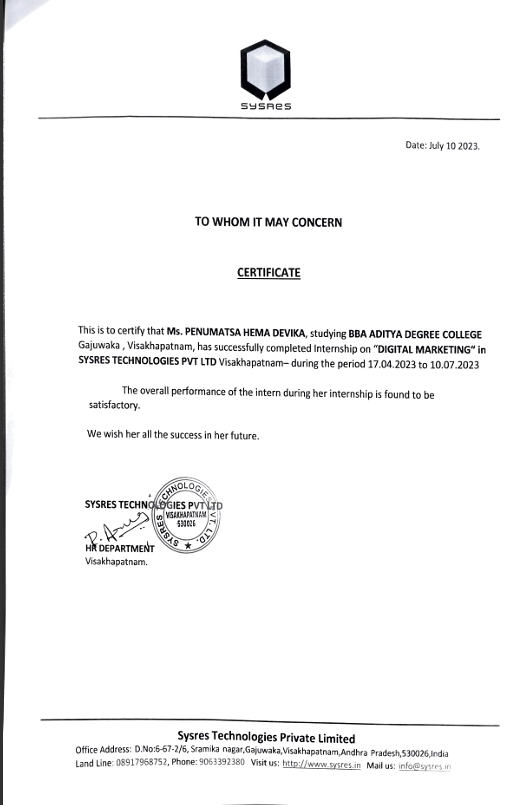 SYSRES
Date: July 10 2023.
TO WHOM IT MAY CONCERN
CERTIFICATE
This is to certify that Ms. PENUMATSA HEMA DEVIKA, studying BBA ADITYA DEGREE COLLEGE
Gajuwaka , Visakhapatnam, has successfully completed Internship on "DIGITAL MARKETING" in
SYSRES TECHNOLOGIES PVT LTD Visakhapatnam– during the period 17.04.2023 to 10.07.2023
The overall performance of the intern during her internship is found to be
satisfactory.
We wish her all the success in her future.
SYSRES TECHNOLOGIES PVT LTD
SYSRES TECHNOLOGIES PVT. LTD.
VISAKHAPATNAM
530026
HR DEPARTMENT
Visakhapatnam.
Sysres Technologies Private Limited
Office Address: D.No:6-67-2/6, Sramika nagar,Gajuwaka,Visakhapatnam,Andhra Pradesh,530026,India
Land Line: 08917968752, Phone: 9063392380 Visit us: http://www.sysres.in Mail us: info@sysres.in